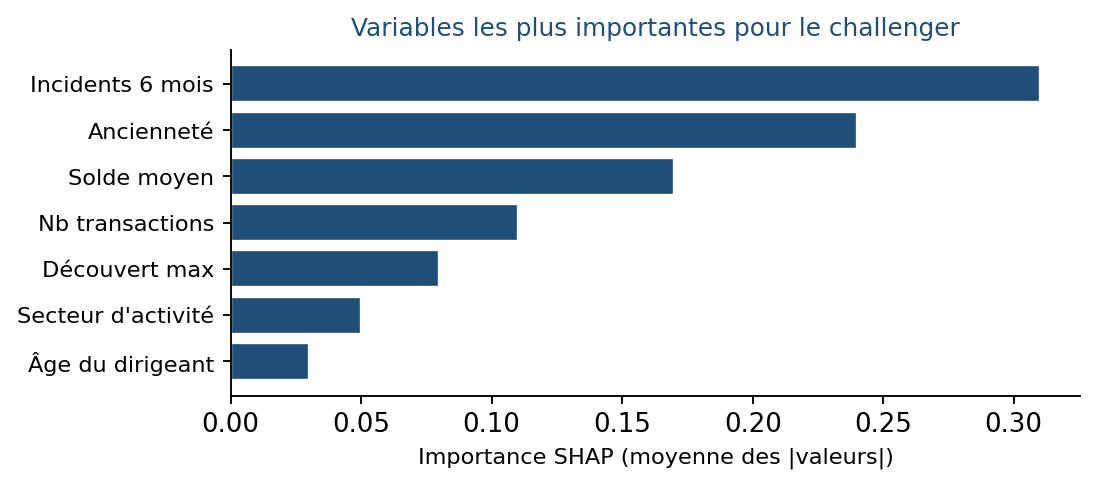 Variables les plus importantes pour le challenger
Incidents 6 mois
Ancienneté
Solde moyen
Nb transactions
Découvert max
Secteur d'activité
Âge du dirigeant
0.00 0.05 0.10 0.15 0.20 0.25 0.30
Importance SHAP (moyenne des |valeurs|)